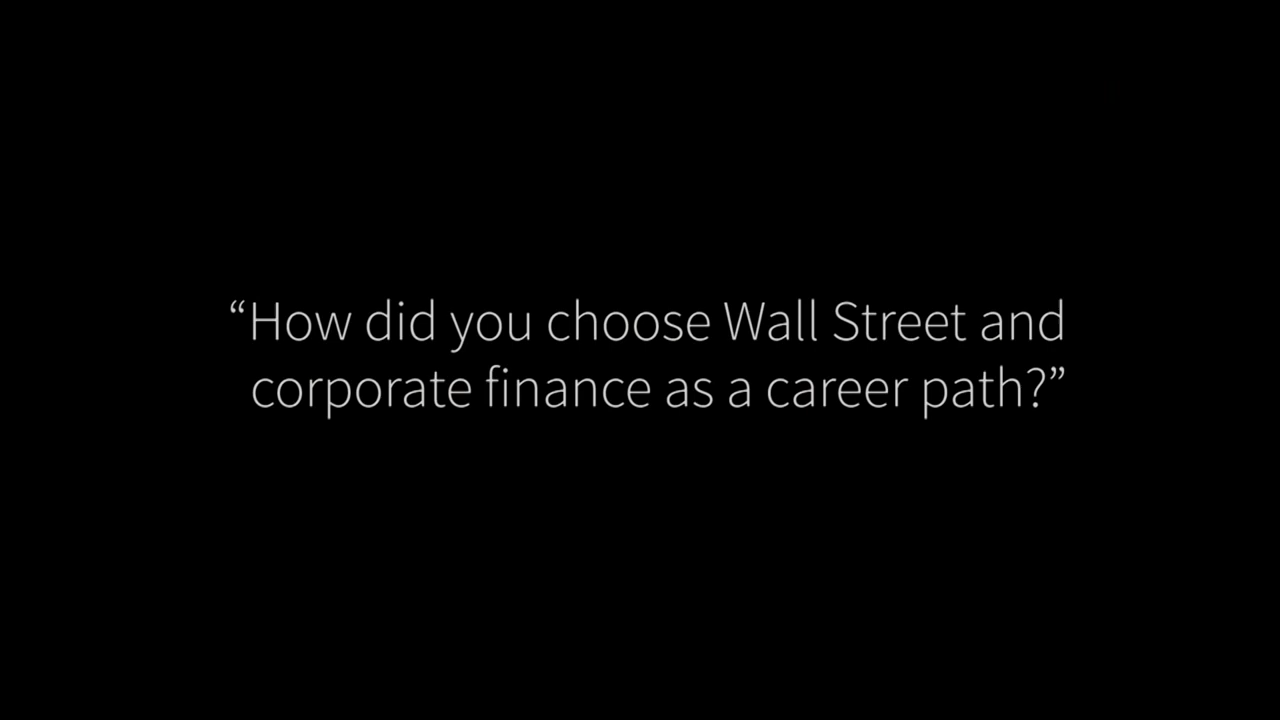 “How did you choose Wall Street and
corporate finance as a career path?”